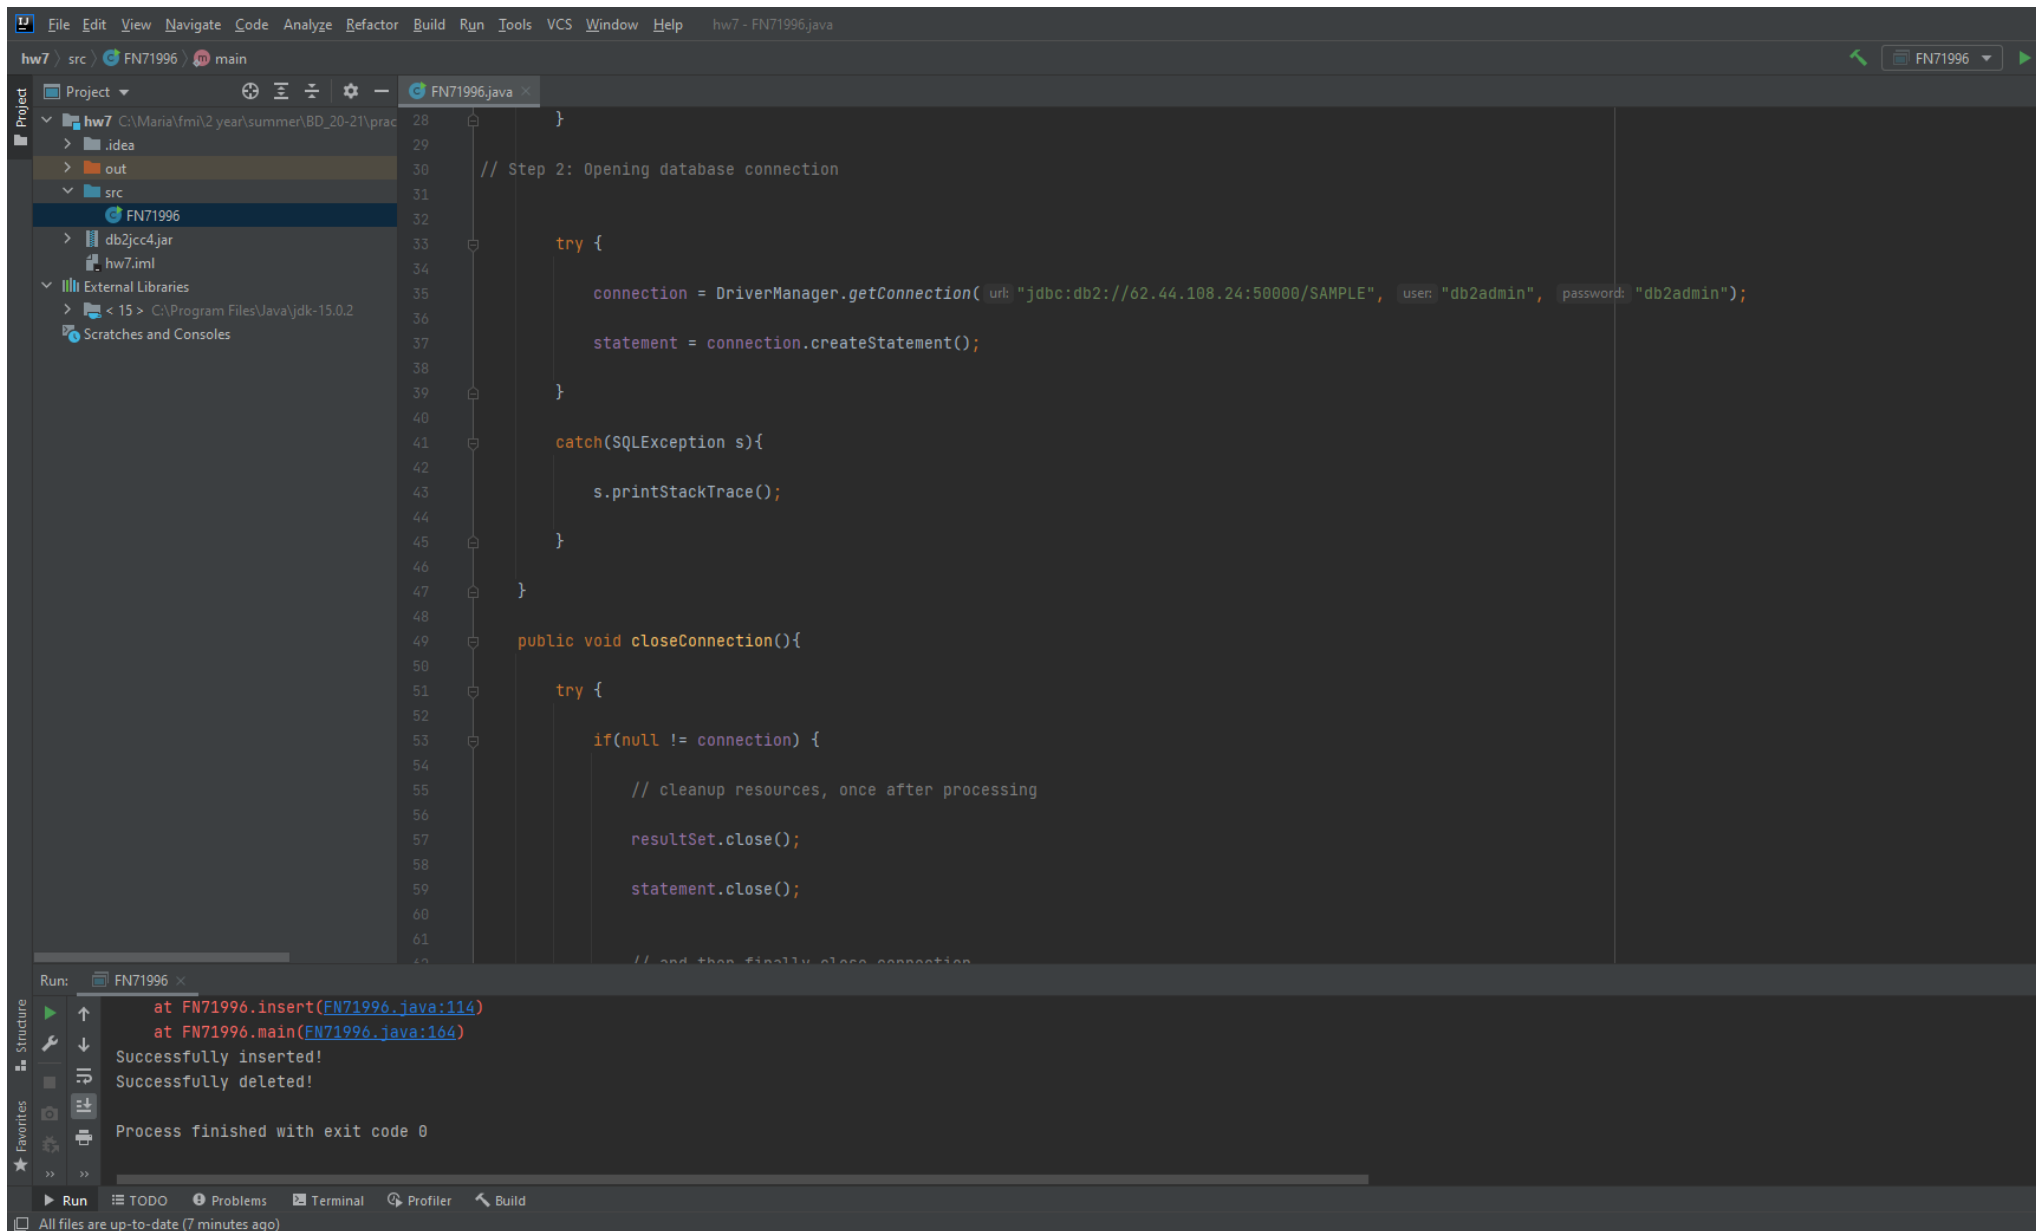 File Edit View Navigate Code Analyze Refactor Build Run Tools VCS Window Help hw7 - FN71996.java
hw7 src FN71996 main FN71996
Project
Project
FN71996.java
hw7 C:\Maria\fmi\2 year\summer\BD_20-21\prac
.idea
out
src
FN71996
db2jcc4.jar
hw7.iml
External Libraries
< 15 > C:\Program Files\Java\jdk-15.0.2
Scratches and Consoles
28 }
29
30 // Step 2: Opening database connection
31
32
33 try {
34
35 connection = DriverManager.getConnection( url: "jdbc:db2://62.44.108.24:50000/SAMPLE", user: "db2admin", password: "db2admin");
36
37 statement = connection.createStatement();
38
39 }
40
41 catch(SQLException s){
42
43 s.printStackTrace();
44
45 }
46
47 }
48
49 public void closeConnection(){
50
51 try {
52
53 if(null != connection) {
54
55 // cleanup resources, once after processing
56
57 resultSet.close();
58
59 statement.close();
60
61
62 // and then finally close connection
Run: FN71996
at FN71996.insert(FN71996.java:114)
at FN71996.main(FN71996.java:164)
Successfully inserted!
Successfully deleted!
Process finished with exit code 0
Structure
Favorites
Run TODO Problems Terminal Profiler Build
All files are up-to-date (7 minutes ago)